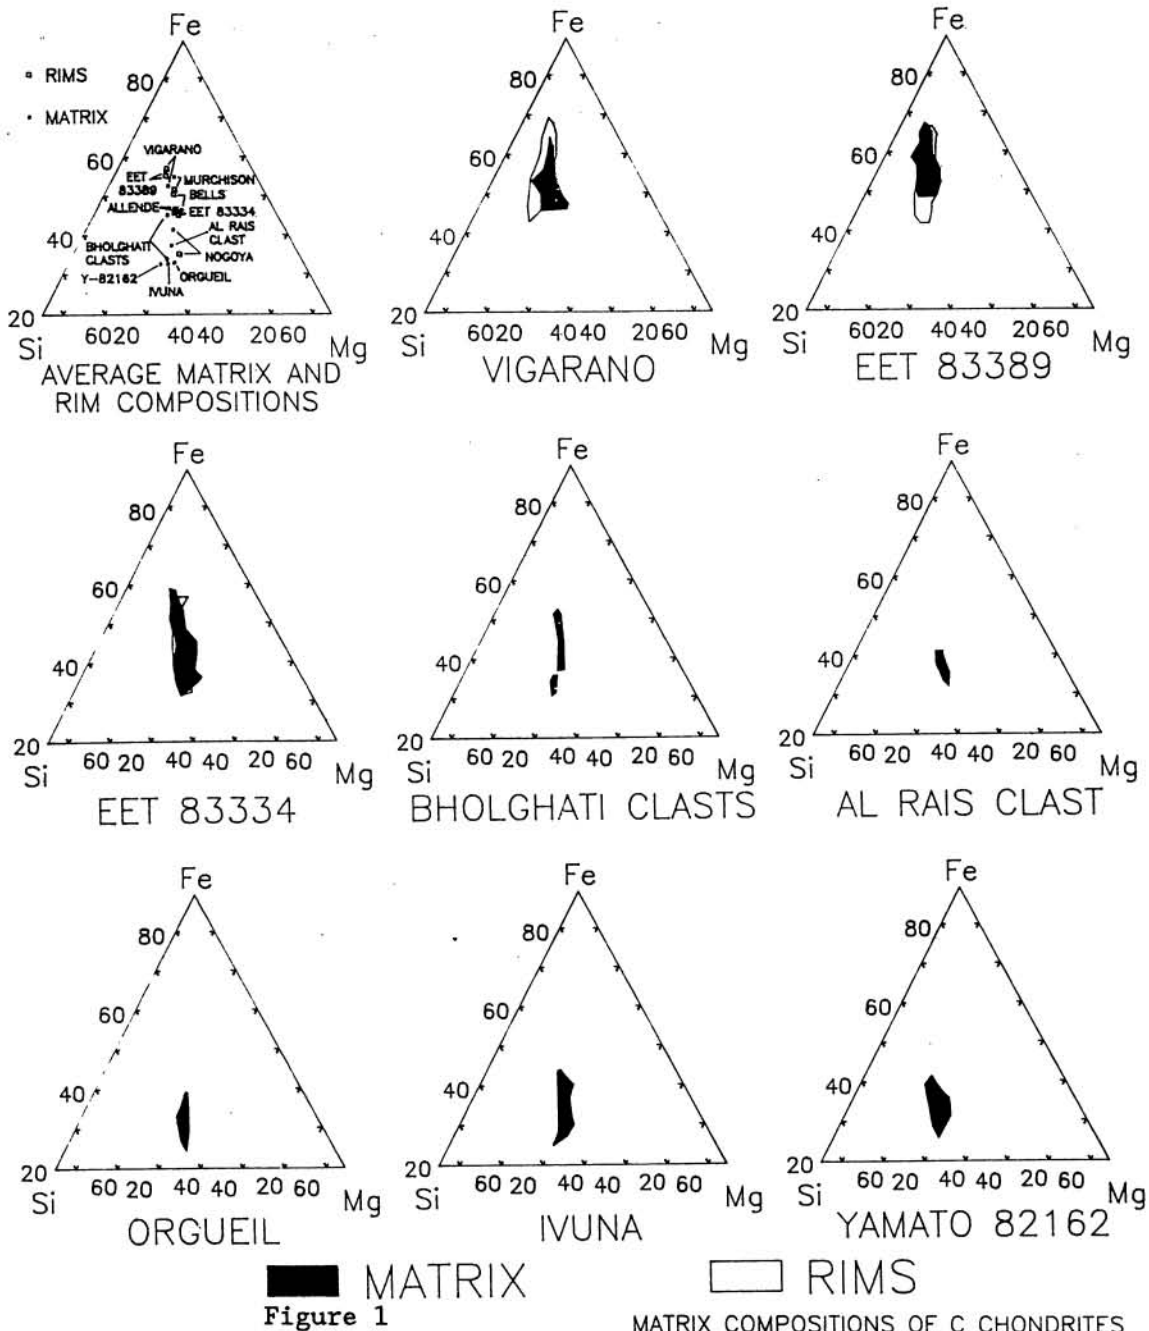 Fe
80
▫ RIMS
• MATRIX
60
VIGARANO
EET 83389
MURCHISON
BELLS
ALLENDE
EET 83334
40
BHOLGHATI CLASTS
AL RAIS CLAST
NOGOYA
Y-82162
ORGUEIL
IVUNA
20
Si 6020 4040 2060 Mg
AVERAGE MATRIX AND
RIM COMPOSITIONS
Fe
80
60
40
20
Si 6020 4040 2060 Mg
VIGARANO
Fe
80
60
40
20
Si 6020 4040 2060 Mg
EET 83389
Fe
80
60
40
20
Si 60 20 40 40 20 60 Mg
EET 83334
Fe
80
60
40
20
Si 60 20 40 40 20 60 Mg
BHOLGHATI CLASTS
Fe
80
60
40
20
Si 60 20 40 40 20 60 Mg
AL RAIS CLAST
Fe
80
60
40
20
Si 60 20 40 20 60 Mg
ORGUEIL
Fe
80
60
40
20
Si 60 20 40 20 60 Mg
IVUNA
Fe
80
60
40
20
Si 60 20 40 20 60 Mg
YAMATO 82162
MATRIX RIMS
Figure 1
MATRIX COMPOSITIONS OF C CHONDRITES